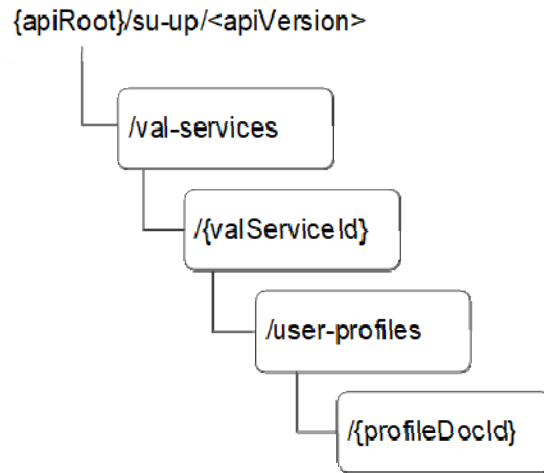 {apiRoot}/su-up/<apiVersion>
/val-services
/{valServiceId}
/user-profiles
/{profileDocId}